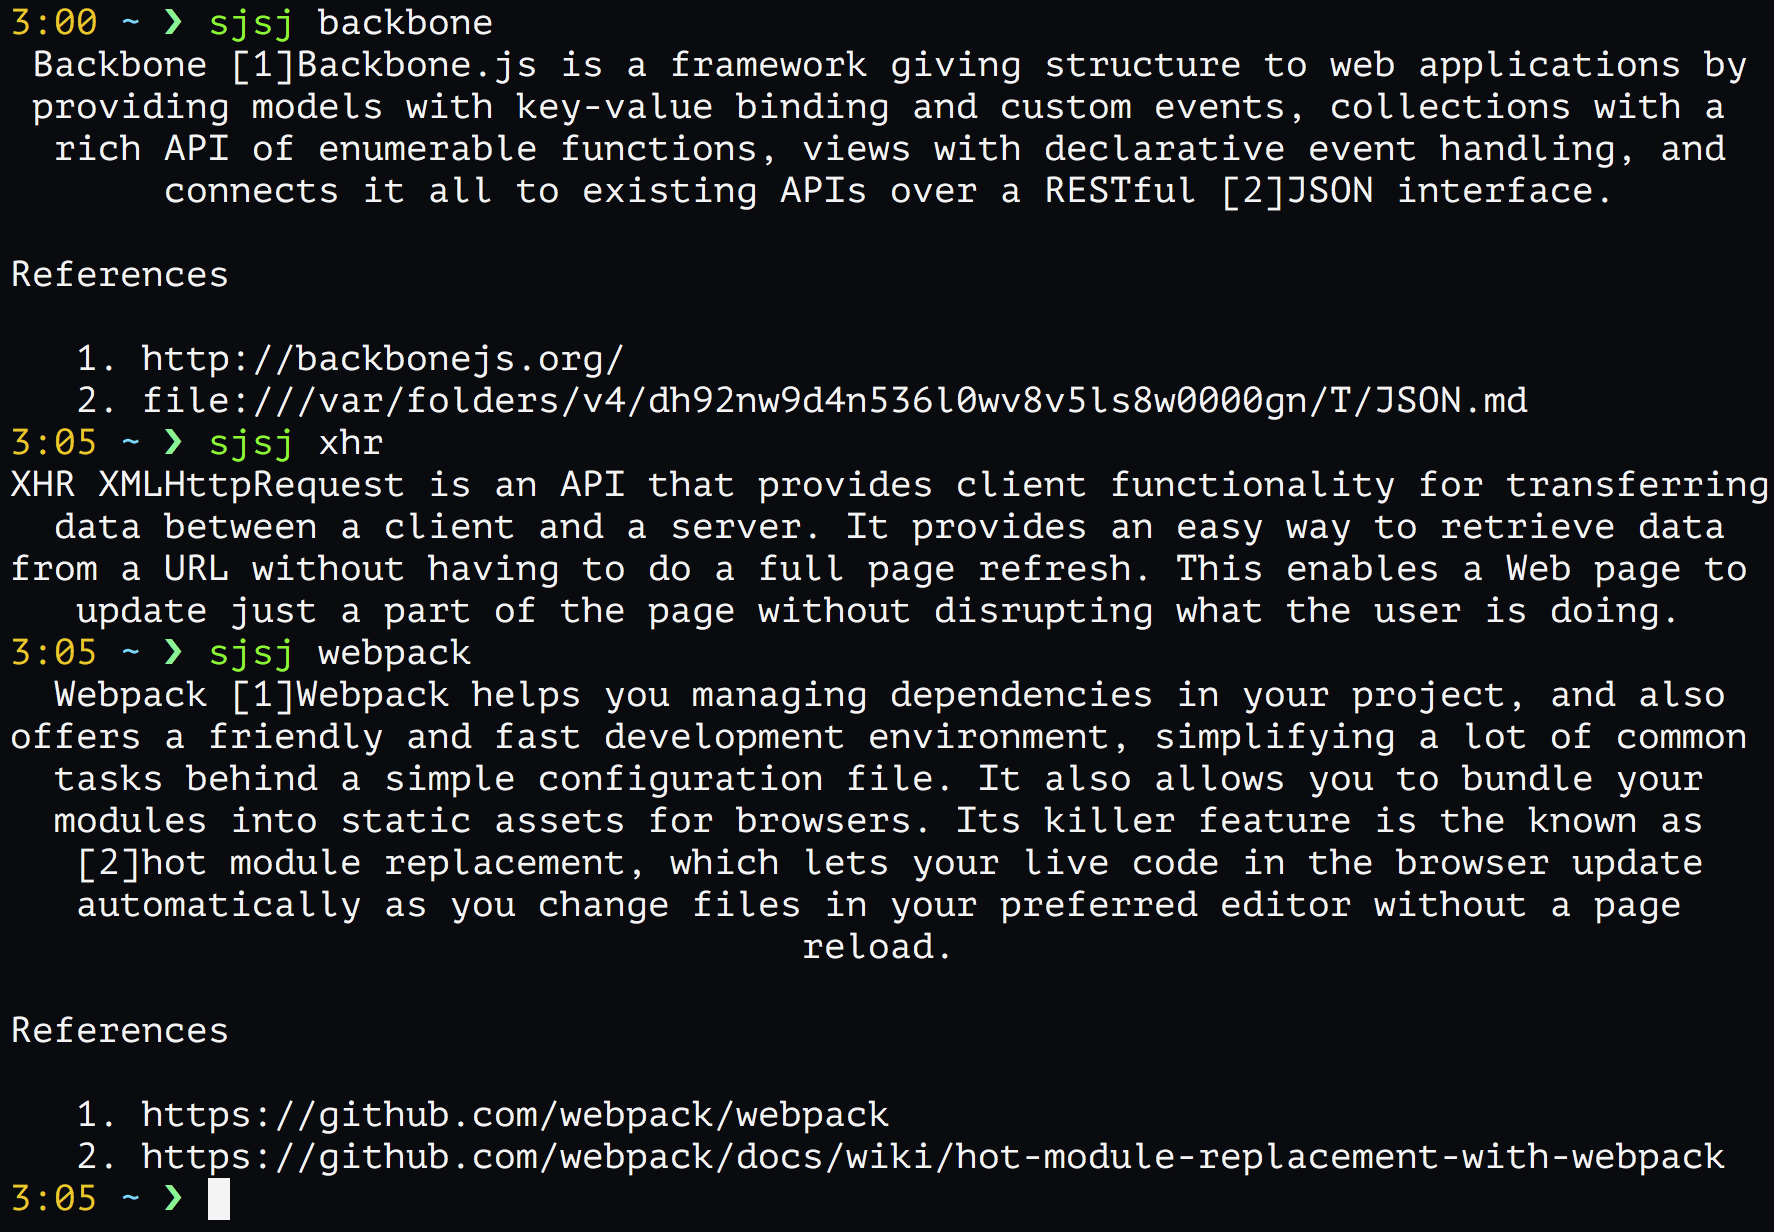 3:00 ~ ❯ sjsj backbone
Backbone [1]Backbone.js is a framework giving structure to web applications by
providing models with key-value binding and custom events, collections with a
rich API of enumerable functions, views with declarative event handling, and
connects it all to existing APIs over a RESTful [2]JSON interface.
References
1. http://backbonejs.org/
2. file:///var/folders/v4/dh92nw9d4n536l0wv8v5ls8w0000gn/T/JSON.md
3:05 ~ ❯ sjsj xhr
XHR XMLHttpRequest is an API that provides client functionality for transferring
data between a client and a server. It provides an easy way to retrieve data
from a URL without having to do a full page refresh. This enables a Web page to
update just a part of the page without disrupting what the user is doing.
3:05 ~ ❯ sjsj webpack
Webpack [1]Webpack helps you managing dependencies in your project, and also
offers a friendly and fast development environment, simplifying a lot of common
tasks behind a simple configuration file. It also allows you to bundle your
modules into static assets for browsers. Its killer feature is the known as
[2]hot module replacement, which lets your live code in the browser update
automatically as you change files in your preferred editor without a page
reload.
References
1. https://github.com/webpack/webpack
2. https://github.com/webpack/docs/wiki/hot-module-replacement-with-webpack
3:05 ~ ❯